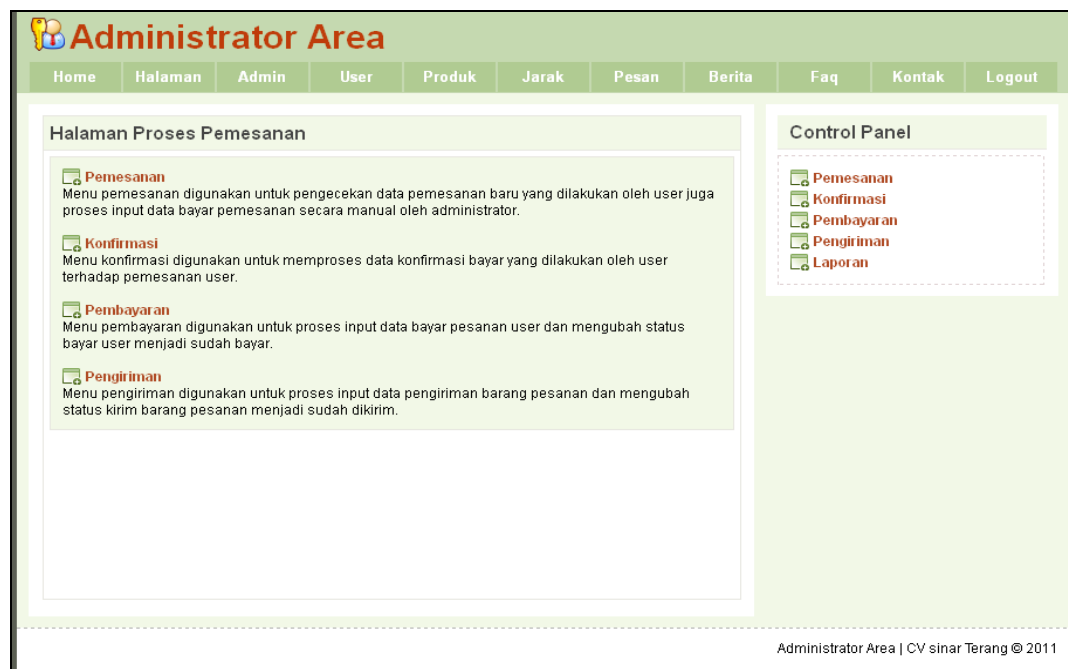 Administrator Area
Home Halaman Admin User Produk Jarak Pesan Berita Faq Kontak Logout
Halaman Proses Pemesanan
Pemesanan
Menu pemesanan digunakan untuk pengecekan data pemesanan baru yang dilakukan oleh user juga
proses input data bayar pemesanan secara manual oleh administrator.
Konfirmasi
Menu konfirmasi digunakan untuk memproses data konfirmasi bayar yang dilakukan oleh user
terhadap pemesanan user.
Pembayaran
Menu pembayaran digunakan untuk proses input data bayar pesanan user dan mengubah status
bayar user menjadi sudah bayar.
Pengiriman
Menu pengiriman digunakan untuk proses input data pengiriman barang pesanan dan mengubah
status kirim barang pesanan menjadi sudah dikirim.
Control Panel
Pemesanan
Konfirmasi
Pembayaran
Pengiriman
Laporan
Administrator Area | CV sinar Terang © 2011